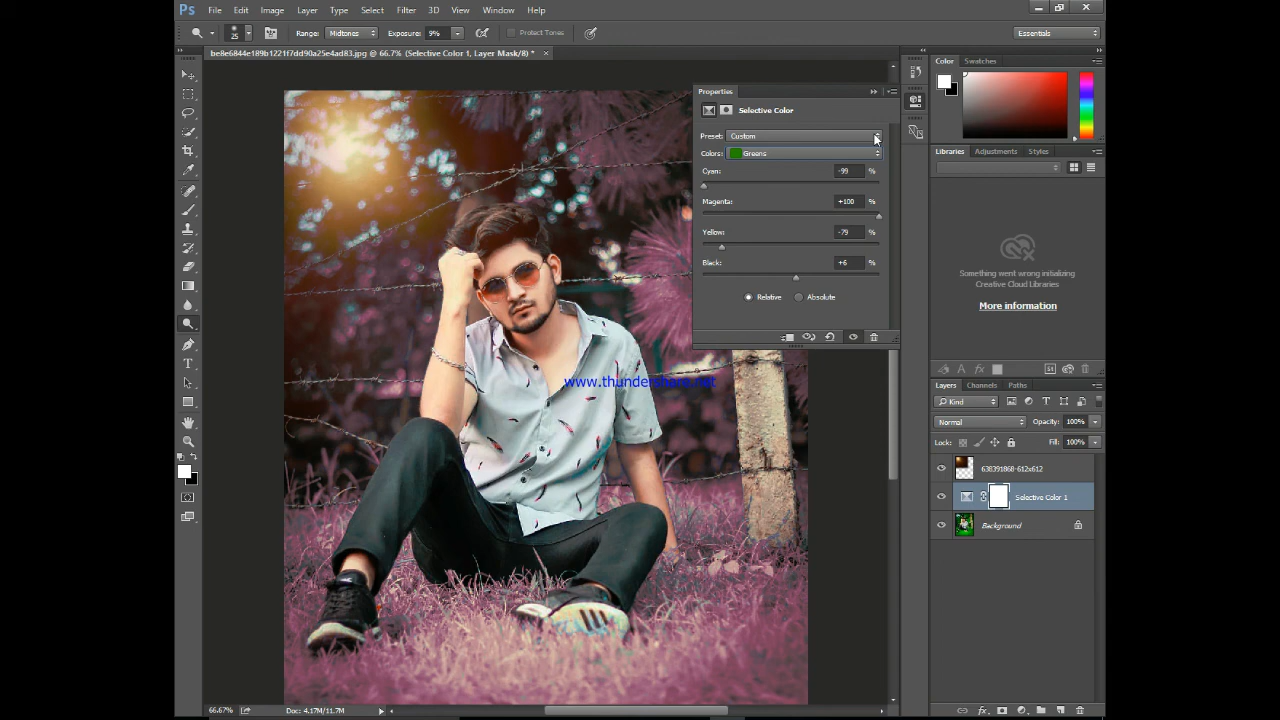 Ps File Edit Image Layer Type Select Filter 3D View Window Help
25 Range: Midtones Exposure: 9% Protect Tones Essentials
be8e6844e189b1221f7dd90a25e4ad83.jpg @ 66.7% (Selective Color 1, Layer Mask/8) * ×
Properties
Selective Color
Preset: Custom
Colors: Greens
Cyan: -99 %
Magenta: +100 %
Yellow: -79 %
Black: +6 %
Relative Absolute
www.thundershare.net
Color Swatches
Libraries Adjustments Styles
Something went wrong initializing
Creative Cloud Libraries
More information
Layers Channels Paths
Kind
Normal Opacity: 100%
Lock: Fill: 100%
638391868-612x612
Selective Color 1
Background
66.67% Doc: 4.17M/11.7M